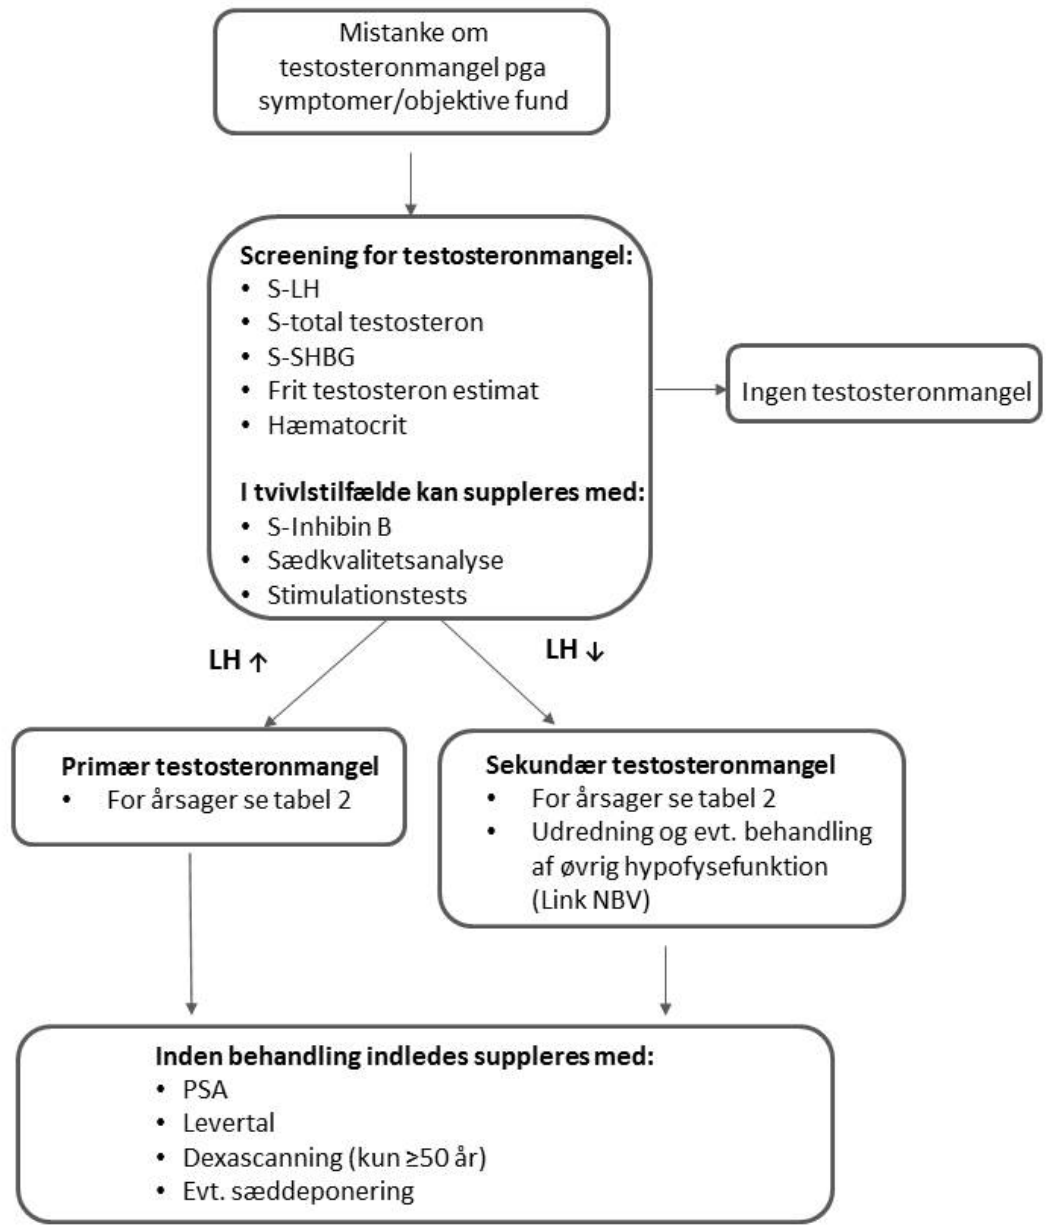 Mistanke om
testosteronmangel pga
symptomer/objektive fund
Screening for testosteronmangel:
• S-LH
• S-total testosteron
• S-SHBG
• Frit testosteron estimat
• Hæmatocrit
Ingen testosteronmangel
I tvivlstilfælde kan suppleres med:
• S-Inhibin B
• Sædkvalitetsanalyse
• Stimulationstests
LH ↑
LH ↓
Primær testosteronmangel
• For årsager se tabel 2
Sekundær testosteronmangel
• For årsager se tabel 2
• Udredning og evt. behandling
af øvrig hypofysefunktion
(Link NBV)
Inden behandling indledes suppleres med:
• PSA
• Levertal
• Dexascanning (kun ≥50 år)
• Evt. sæddeponering